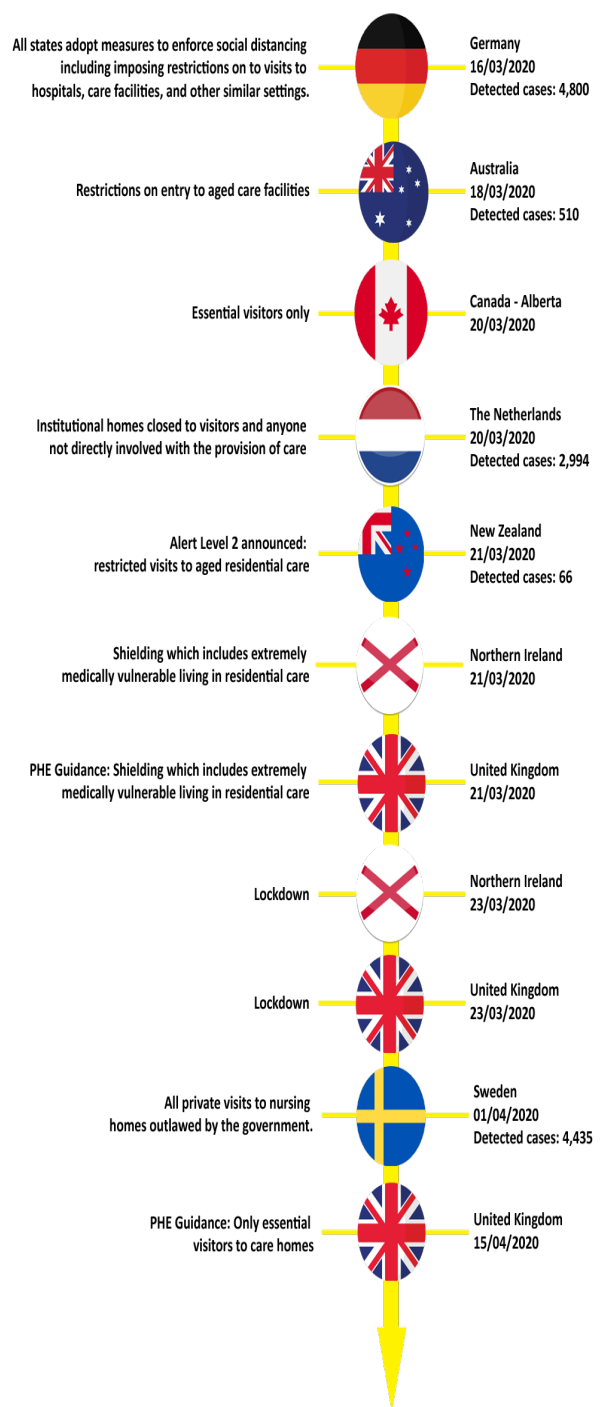 All states adopt measures to enforce social distancing
including imposing restrictions on to visits to
hospitals, care facilities, and other similar settings.
Germany
16/03/2020
Detected cases: 4,800
Restrictions on entry to aged care facilities
Australia
18/03/2020
Detected cases: 510
Essential visitors only
Canada - Alberta
20/03/2020
Institutional homes closed to visitors and anyone
not directly involved with the provision of care
The Netherlands
20/03/2020
Detected cases: 2,994
Alert Level 2 announced:
restricted visits to aged residential care
New Zealand
21/03/2020
Detected cases: 66
Shielding which includes extremely
medically vulnerable living in residential care
Northern Ireland
21/03/2020
PHE Guidance: Shielding which includes extremely
medically vulnerable living in residential care
United Kingdom
21/03/2020
Lockdown
Northern Ireland
23/03/2020
Lockdown
United Kingdom
23/03/2020
All private visits to nursing
homes outlawed by the government.
Sweden
01/04/2020
Detected cases: 4,435
PHE Guidance: Only essential
visitors to care homes
United Kingdom
15/04/2020